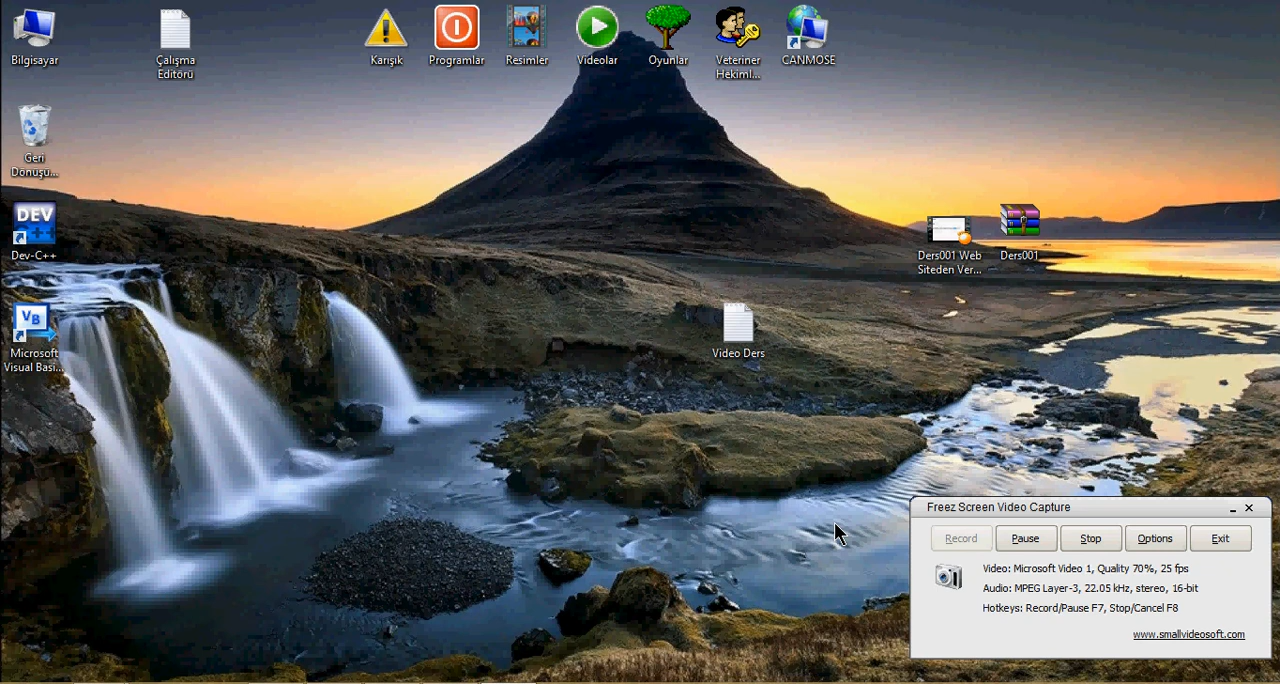 Bilgisayar
Çalışma
Editörü
Karışık
Programlar
Resimler
Videolar
Oyunlar
Veteriner
Hekiml...
CANMOSE
Geri
Dönüşü...
DEV
C++
Dev-C++
VB
Microsoft
Visual Basi...
Ders001 Web
Siteden Ver...
Ders001
Video Ders
Freez Screen Video Capture
Record Pause Stop Options Exit
Video: Microsoft Video 1, Quality 70%, 25 fps
Audio: MPEG Layer-3, 22.05 kHz, stereo, 16-bit
Hotkeys: Record/Pause F7, Stop/Cancel F8
www.smallvideosoft.com